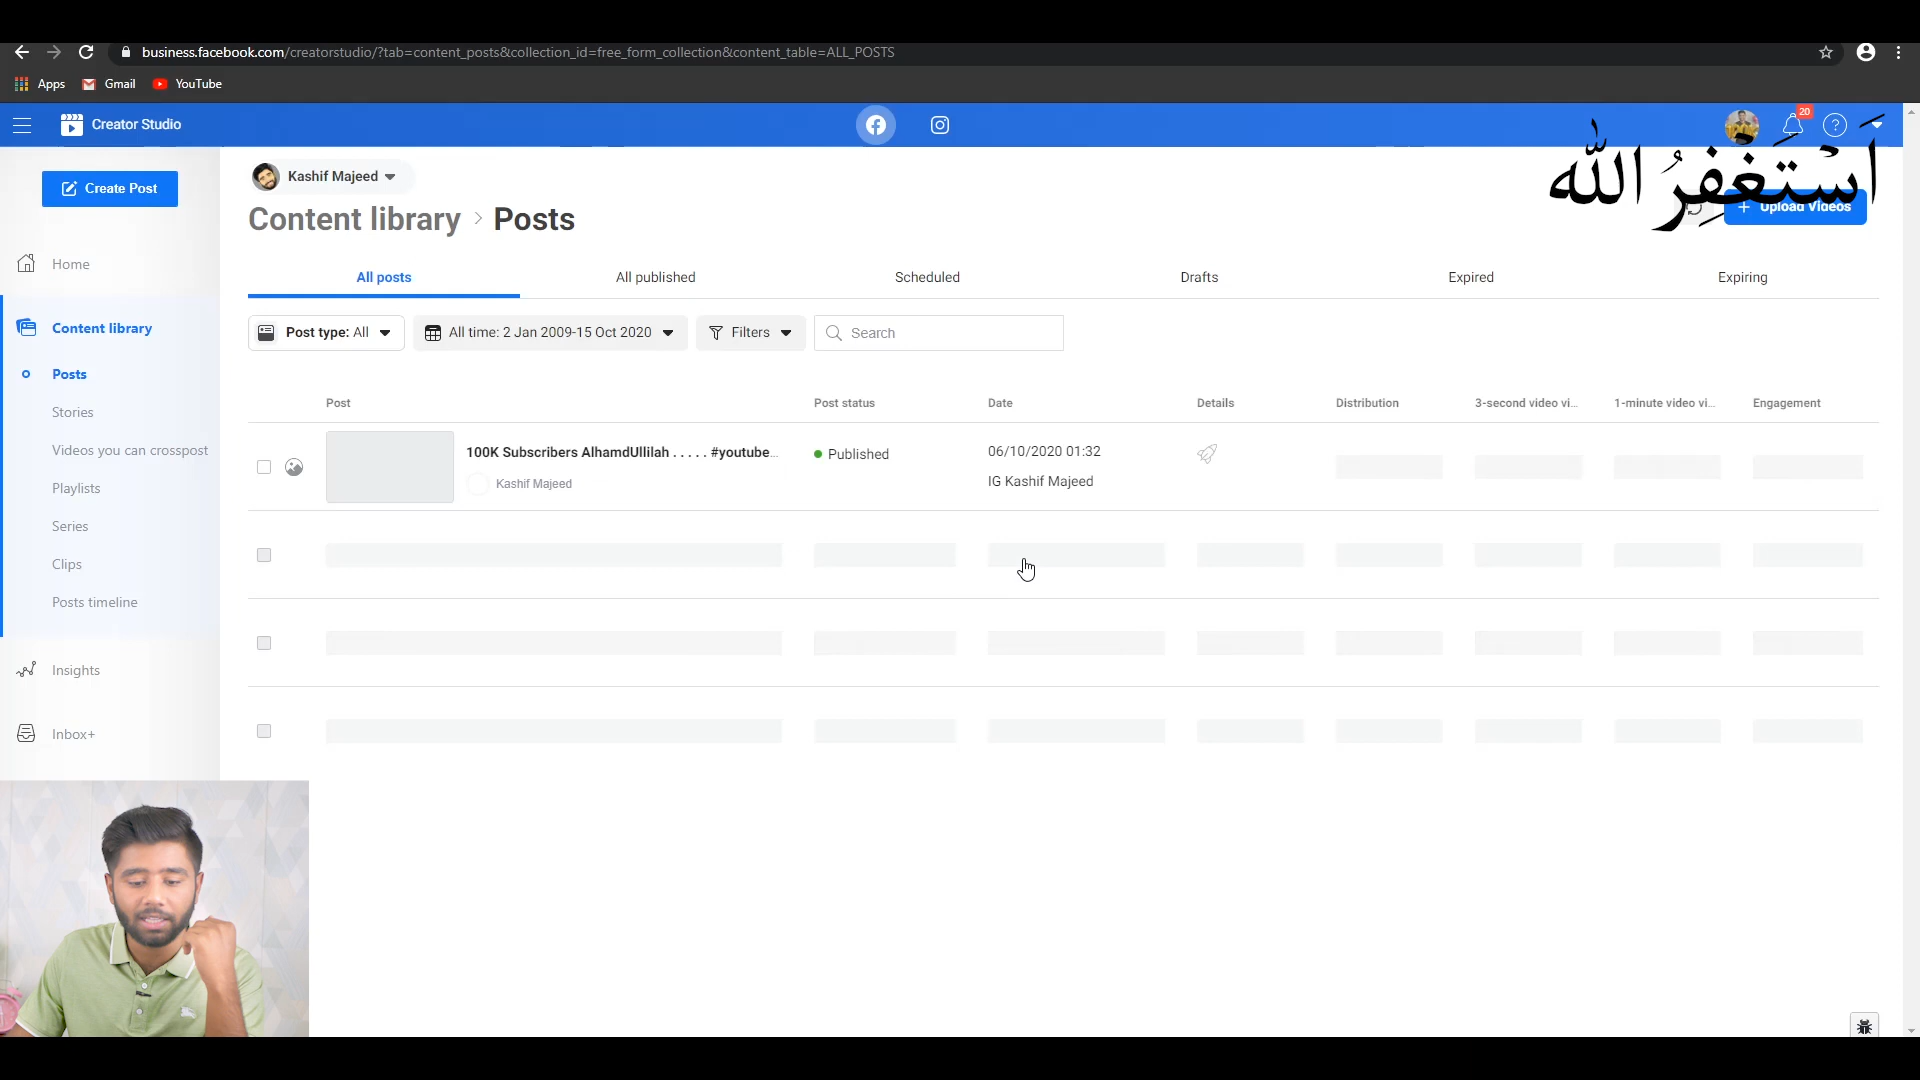 business.facebook.com/creatorstudio/?tab=content_posts&collection_id=free_form_collection&content_table=ALL_POSTS
Apps Gmail YouTube
Creator Studio
20
أَسْتَغْفِرُ اللّٰه
Create Post
Kashif Majeed
Content library > Posts
+ Upload Videos
Home
All posts All published Scheduled Drafts Expired Expiring
Content library
Post type: All All time: 2 Jan 2009-15 Oct 2020 Filters Search
Posts
Stories
Videos you can crosspost
Playlists
Series
Clips
Posts timeline
Insights
Inbox+
Post Post status Date Details Distribution 3-second video vi... 1-minute video vi... Engagement
100K Subscribers AlhamdUllilah . . . . . #youtube... Published 06/10/2020 01:32
Kashif Majeed IG Kashif Majeed